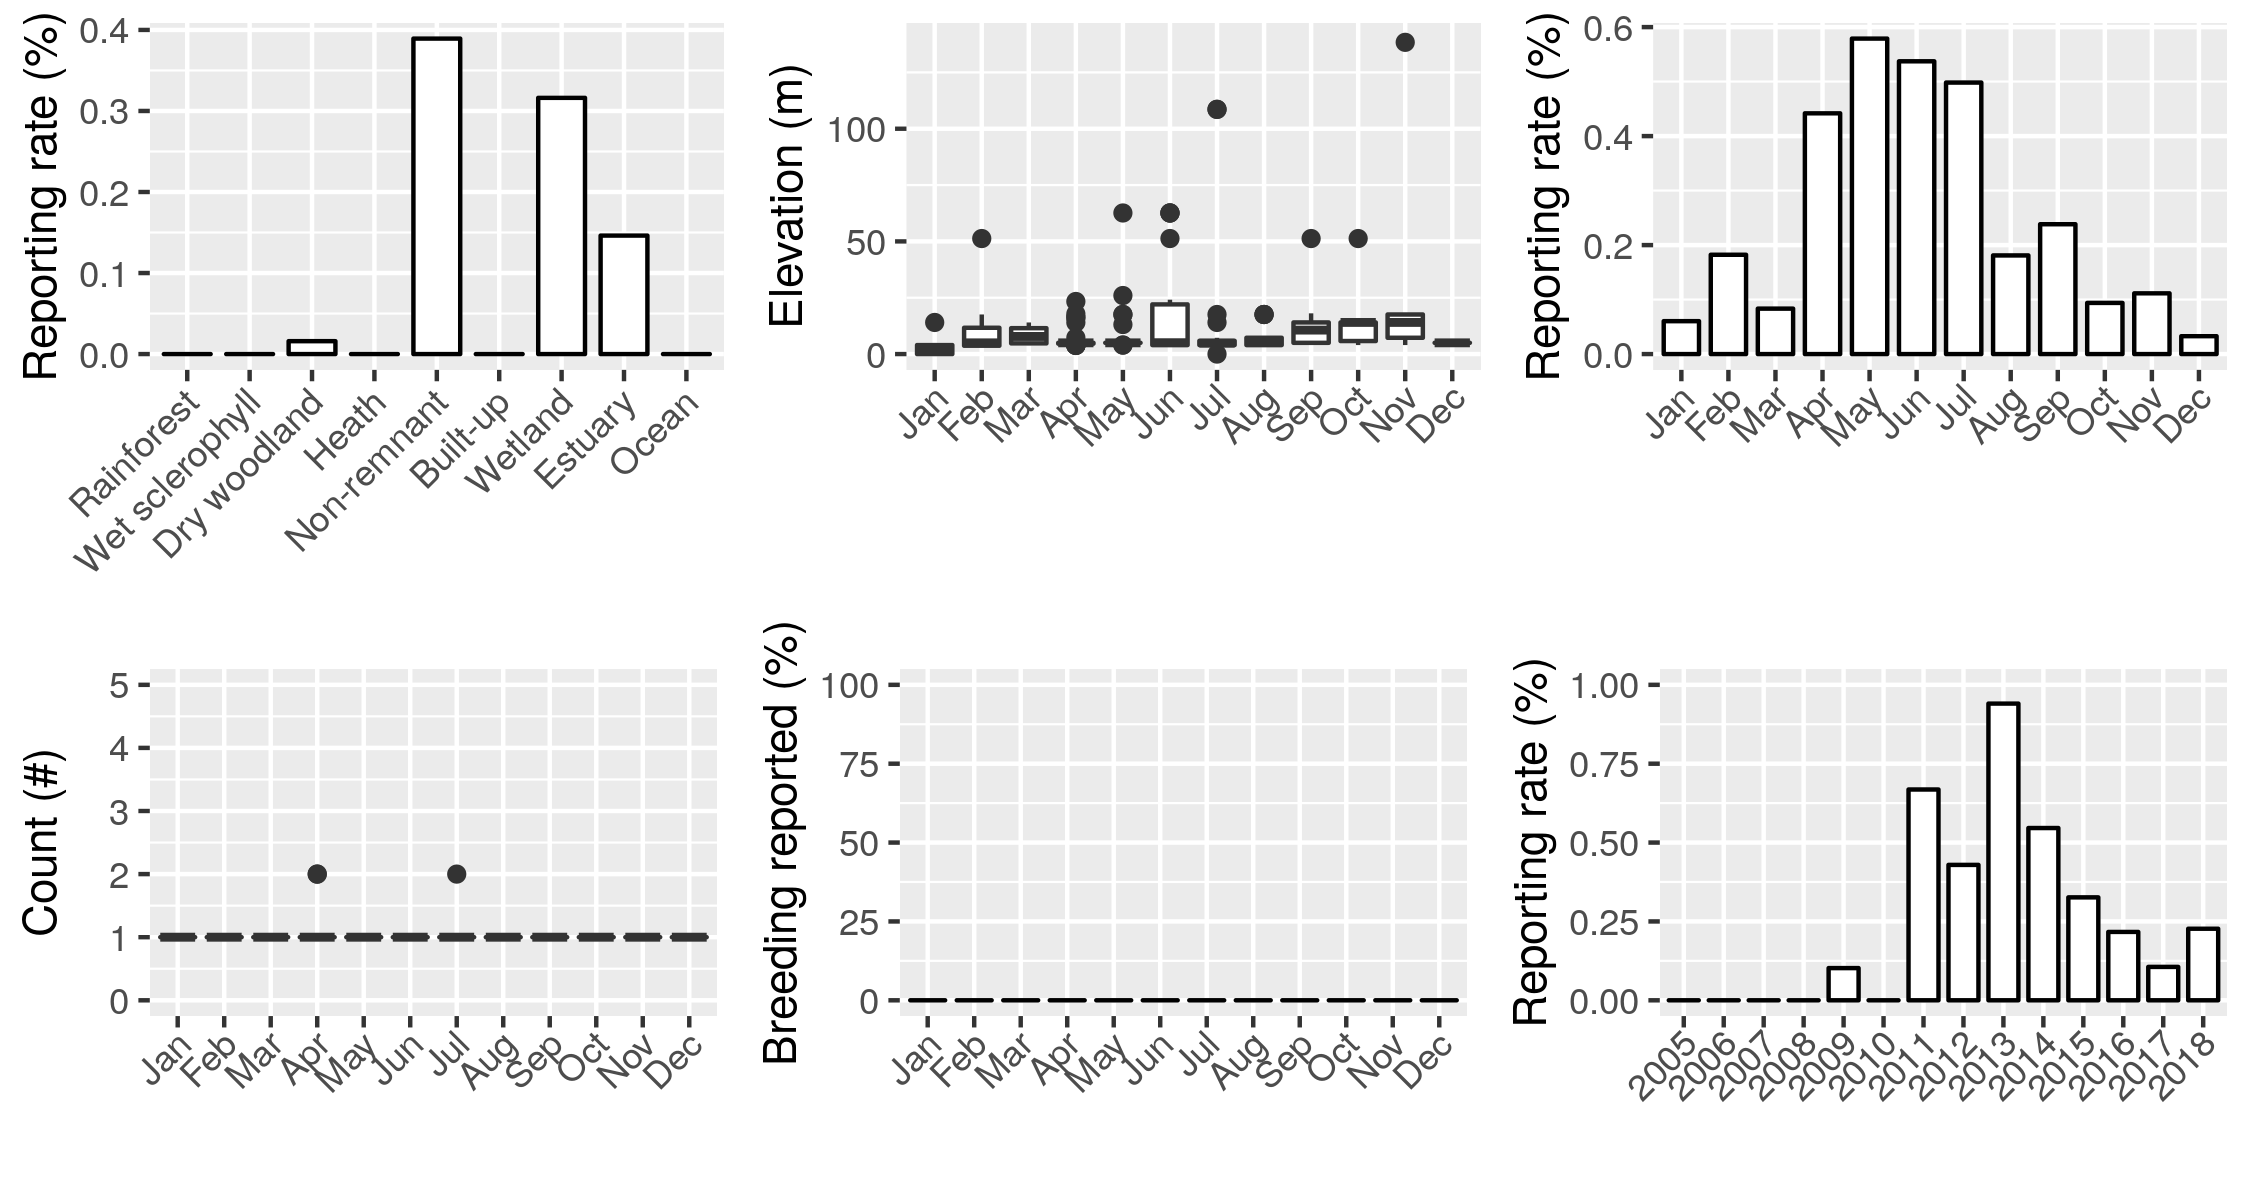 Reporting rate (%)
0.4
0.3
0.2
0.1
0.0
Rainforest
Wet sclerophyll
Dry woodland
Heath
Non-remnant
Built-up
Wetland
Estuary
Ocean
Elevation (m)
100
50
0
Jan
Feb
Mar
Apr
May
Jun
Jul
Aug
Sep
Oct
Nov
Dec
Reporting rate (%)
0.6
0.4
0.2
0.0
Jan
Feb
Mar
Apr
May
Jun
Jul
Aug
Sep
Oct
Nov
Dec
Count (#)
5
4
3
2
1
0
Jan
Feb
Mar
Apr
May
Jun
Jul
Aug
Sep
Oct
Nov
Dec
Breeding reported (%)
100
75
50
25
0
Jan
Feb
Mar
Apr
May
Jun
Jul
Aug
Sep
Oct
Nov
Dec
Reporting rate (%)
1.00
0.75
0.50
0.25
0.00
2005
2006
2007
2008
2009
2010
2011
2012
2013
2014
2015
2016
2017
2018